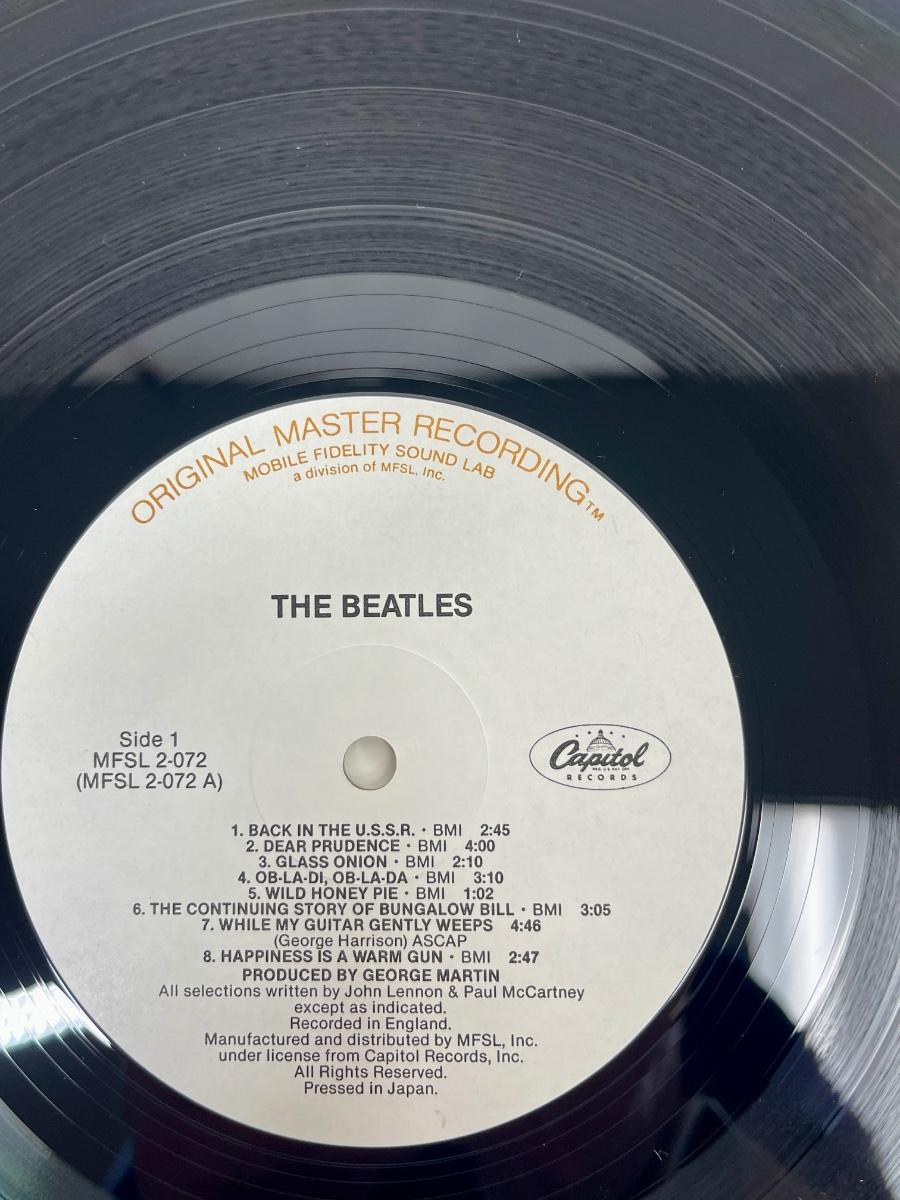 ORIGINAL MASTER RECORDING™
MOBILE FIDELITY SOUND LAB
a division of MFSL, Inc.
THE BEATLES
Side 1
MFSL 2-072
(MFSL 2-072 A)
Capitol
RECORDS
1. BACK IN THE U.S.S.R. · BMI 2:45
2. DEAR PRUDENCE · BMI 4:00
3. GLASS ONION · BMI 2:10
4. OB-LA-DI, OB-LA-DA · BMI 3:10
5. WILD HONEY PIE · BMI 1:02
6. THE CONTINUING STORY OF BUNGALOW BILL · BMI 3:05
7. WHILE MY GUITAR GENTLY WEEPS 4:46
(George Harrison) ASCAP
8. HAPPINESS IS A WARM GUN · BMI 2:47
PRODUCED BY GEORGE MARTIN
All selections written by John Lennon & Paul McCartney
except as indicated.
Recorded in England.
Manufactured and distributed by MFSL, Inc.
under license from Capitol Records, Inc.
All Rights Reserved.
Pressed in Japan.